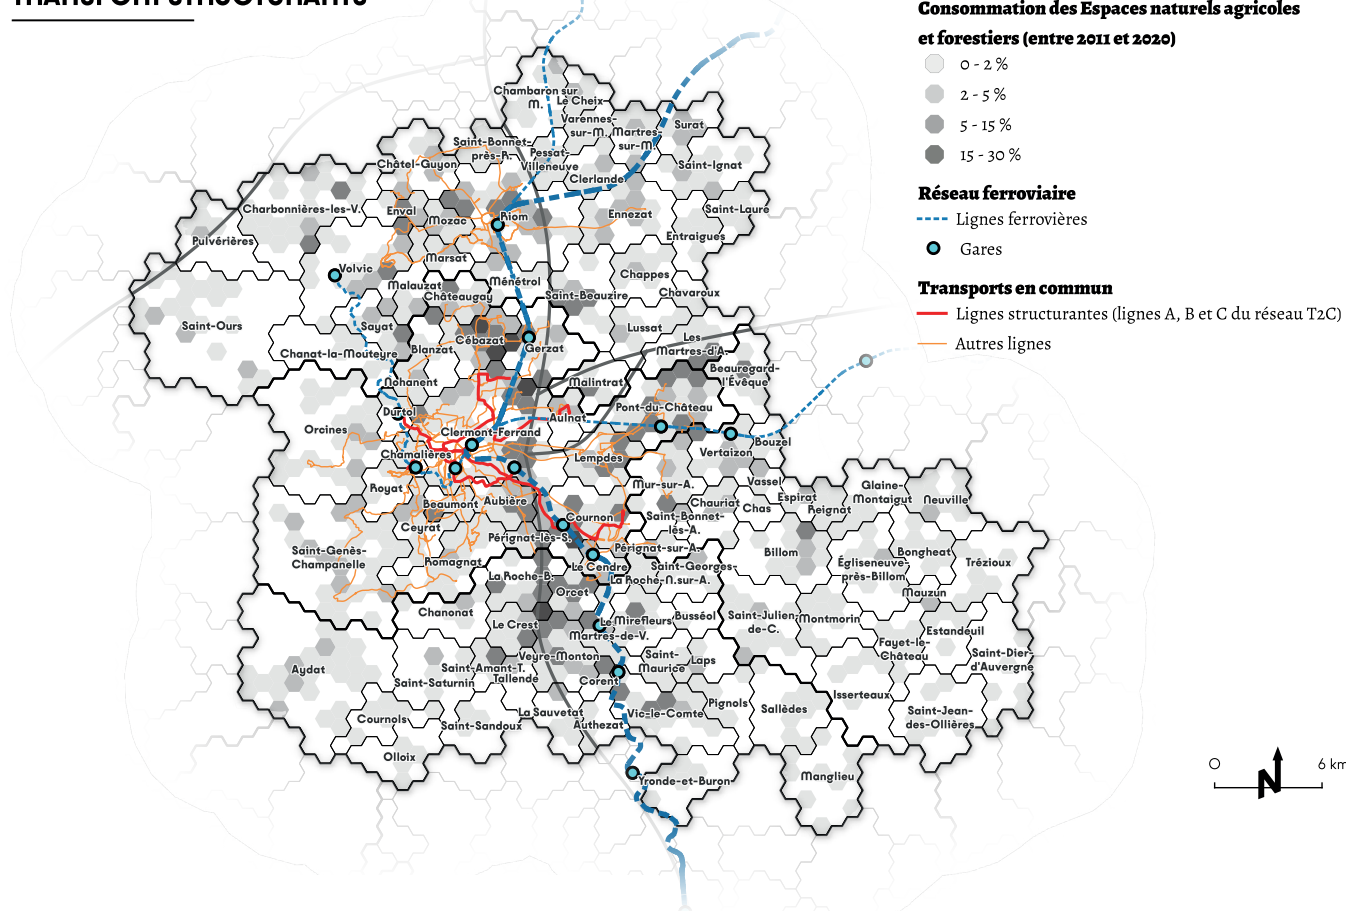 TRANSPORT STRUCTURANTS
Consommation des Espaces naturels agricoles
et forestiers (entre 2011 et 2020)
0 - 2 %
2 - 5 %
5 - 15 %
15 - 30 %
Réseau ferroviaire
Lignes ferrovières
Gares
Transports en commun
Lignes structurantes (lignes A, B et C du réseau T2C)
Autres lignes
Chambaron sur
M.
Le Cheix
Varennes-
sur-M.
Martres-
sur-M.
Surat
Saint-Bonnet-
près-R.
Pessat-
Villeneuve
Châtel-Guyon
Saint-Ignat
Clerlande
Charbonnières-les-V.
Enval
Mozac
Riom
Ennezat
Saint-Laure
Pulvérières
Entraigues
Marsat
Volvic
Malauzat
Ménétrol
Chappes
Châteaugay
Saint-Beauzire
Chavaroux
Saint-Ours
Sayat
Lussat
Les
Martres-d'A.
Cébazat
Gerzat
Blanzat
Chanat-la-Mouteyre
Beauregard-
l'Évêque
Nohanent
Malintrat
Durtol
Pont-du-Château
Aulnat
Orcines
Clermont-Ferrand
Bouzel
Chamalières
Lempdes
Vertaizon
Royat
Mur-sur-A.
Vassel
Glaine-
Montaigut
Beaumont
Aubière
Chauriat
Espirat
Neuville
Chas
Reignat
Cournon
Saint-Bonnet-
lès-A.
Ceyrat
Pérignat-lès-S.
Pérignat-sur-A.
Billom
Bongheat
Saint-Genès-
Champanelle
Romagnat
Le Cendre
Saint-Georges-
Égliseneuve-
près-Billom
Trézioux
La Roche-B.
La Roche-N.
sur-A.
Orcet
Mauzun
Chanonat
Le Crest
Le
Martres-de-V.
Mirefleurs
Busséol
Saint-Julien-
de-C.
Montmorin
Estandeuil
Fayet-le-
Château
Saint-Dier-
d'Auvergne
Aydat
Veyre-Monton
Saint-
Maurice
Laps
Saint-Amant-T.
Tallende
Corent
Saint-Saturnin
Isserteaux
Pignols
Sallèdes
Cournols
Saint-Sandoux
La Sauvetat
Authezat
Vic-le-Comte
Saint-Jean-
des-Ollières
Olloix
Yronde-et-Buron
Manglieu
0
6 km
N